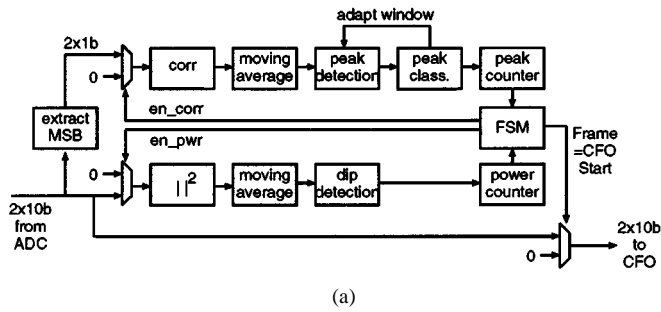 adapt window
2x1b
0
corr
moving
average
peak
detection
peak
class.
peak
counter
extract
MSB
en_corr
en_pwr
FSM
Frame
=CFO
Start
0
| |²
moving
average
dip
detection
power
counter
2x10b
from
ADC
0
2x10b
to
CFO
(a)